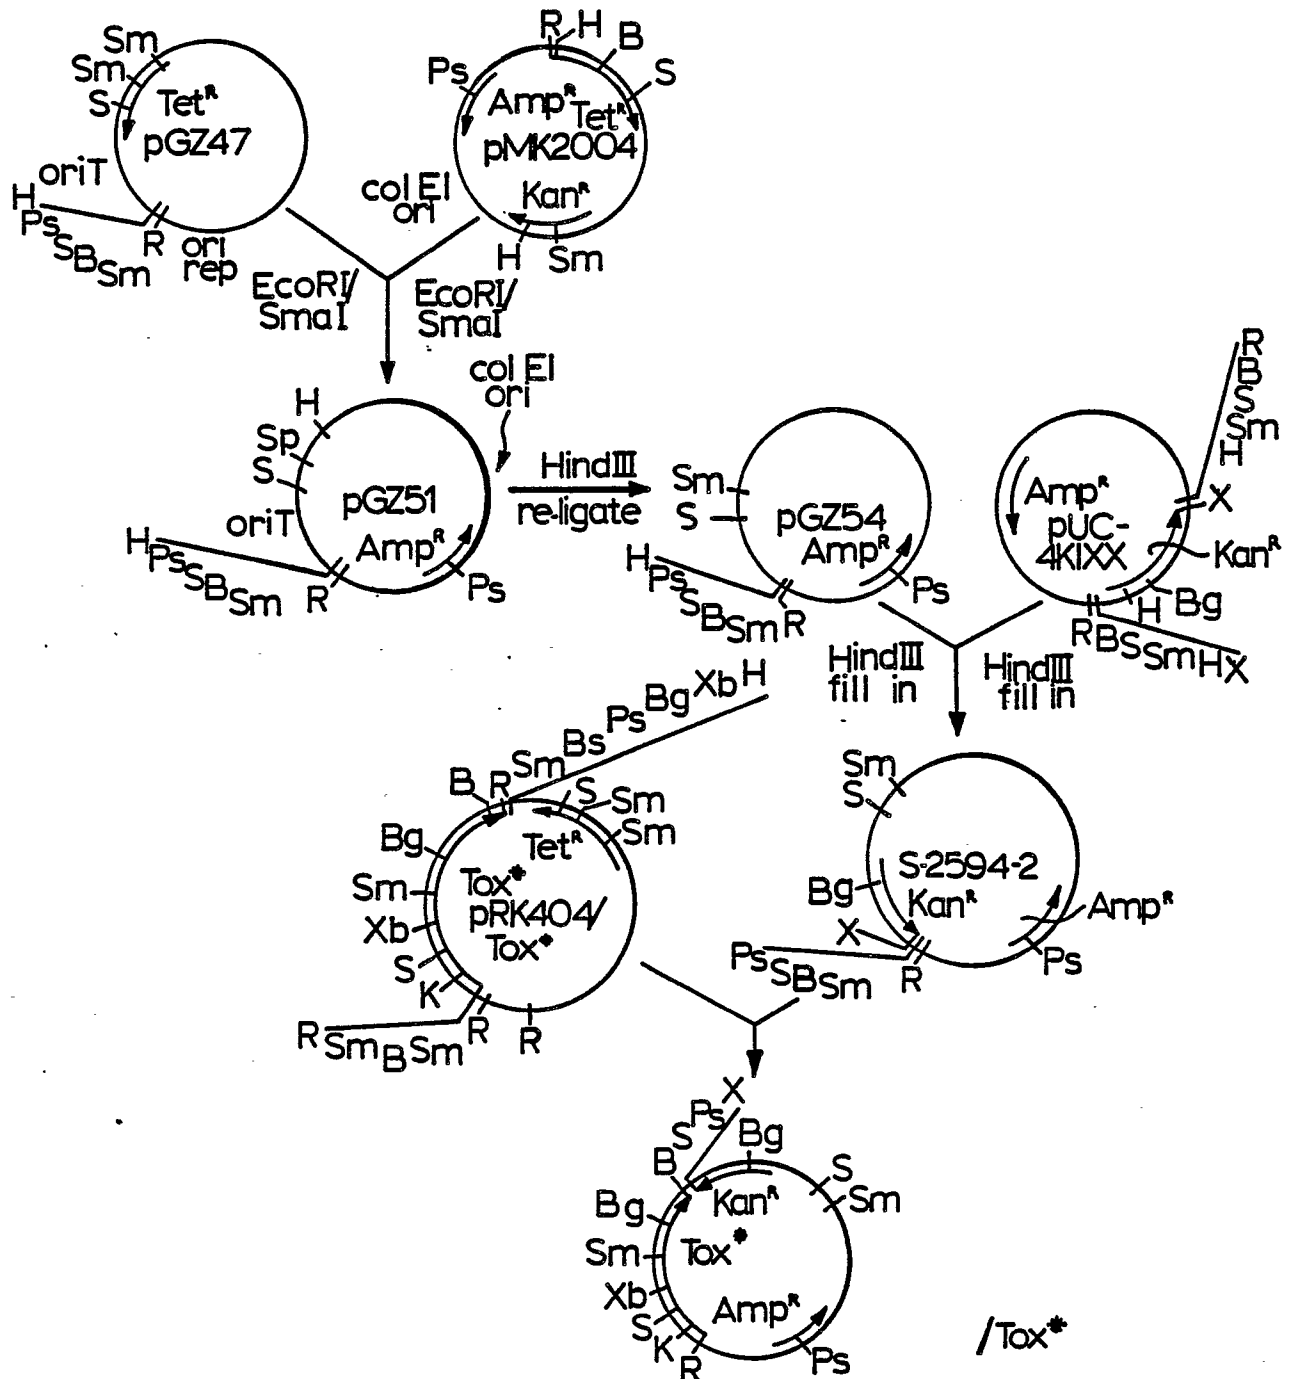 Sm
Sm
S
Tet^R
pGZ47
oriT
H
Ps
S
B
Sm
R
ori
rep
R
H
B
S
Ps
Amp^R
Tet^R
pMK2004
Kan^R
col EI
ori
H
Sm
EcoRI/
SmaI
EcoRI/
SmaI
H
Sp
S
oriT
pGZ51
Amp^R
col EI
ori
H
Ps
S
B
Sm
R
Ps
HindIII
re-ligate
Sm
S
pGZ54
Amp^R
H
Ps
S
B
Sm
R
Ps
R
B
S
Sm
H
X
Amp^R
pUC-
4KIXX
Kan^R
Bg
H
R
B
S
Sm
H
X
HindIII
fill in
HindIII
fill in
B
R
Sm
Bs
Ps
Bg
Xb
H
S
Sm
Sm
Bg
Sm
Xb
S
K
Tet^R
Tox*
pRK404/
Tox*
R
Sm
B
Sm
R
R
Sm
S
S-2594-2
Bg
Kan^R
X
Ps
S
B
Sm
R
Amp^R
Ps
X
Ps
S
B
Bg
S
Sm
Bg
Sm
Xb
S
K
R
Kan^R
Tox*
Amp^R
Ps
/Tox*